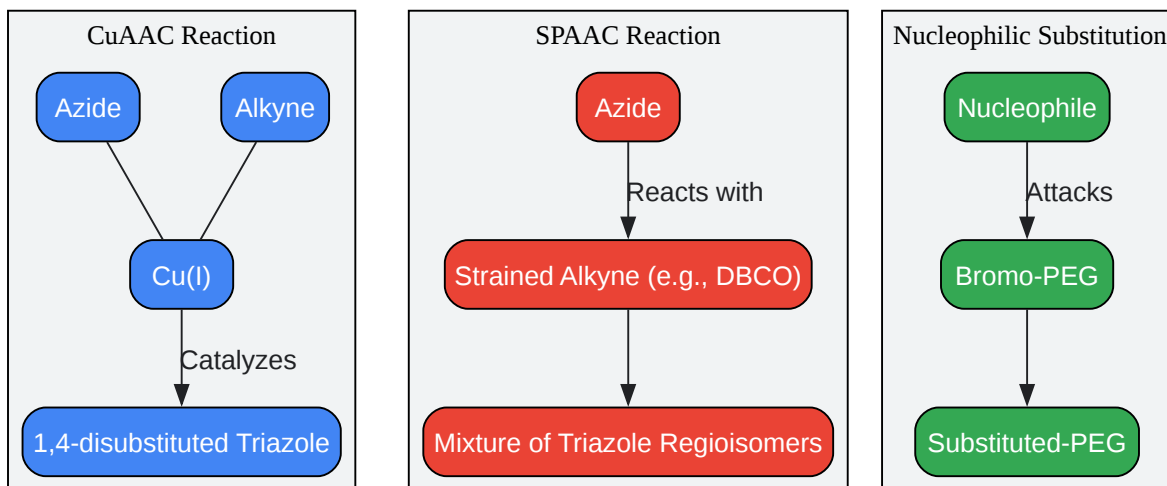 CuAAC Reaction
Azide
Alkyne
Cu(I)
Catalyzes
1,4-disubstituted Triazole
SPAAC Reaction
Azide
Reacts with
Strained Alkyne (e.g., DBCO)
Mixture of Triazole Regioisomers
Nucleophilic Substitution
Nucleophile
Attacks
Bromo-PEG
Substituted-PEG